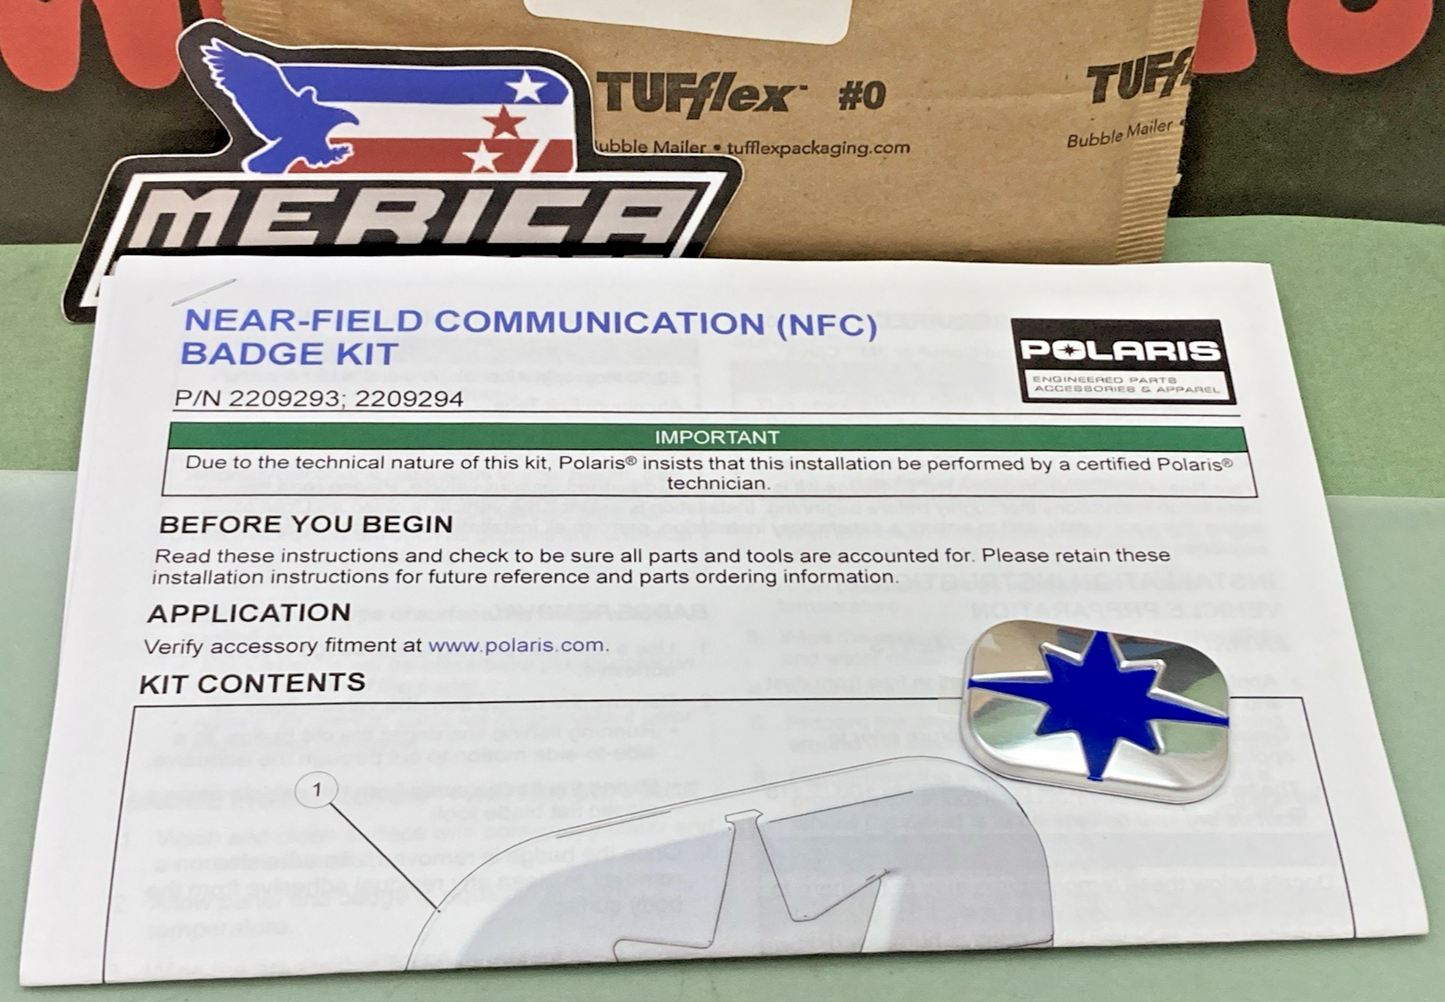 TUFflex #0
TUFf
ubble Mailer • tufflexpackaging.com
Bubble Mailer •
MERICA
NEAR-FIELD COMMUNICATION (NFC)
BADGE KIT
P/N 2209293; 2209294
POLARIS
ENGINEERED PARTS
ACCESSORIES & APPAREL
IMPORTANT
Due to the technical nature of this kit, Polaris® insists that this installation be performed by a certified Polaris®
technician.
BEFORE YOU BEGIN
Read these instructions and check to be sure all parts and tools are accounted for. Please retain these
installation instructions for future reference and parts ordering information.
APPLICATION
Verify accessory fitment at www.polaris.com.
KIT CONTENTS
1